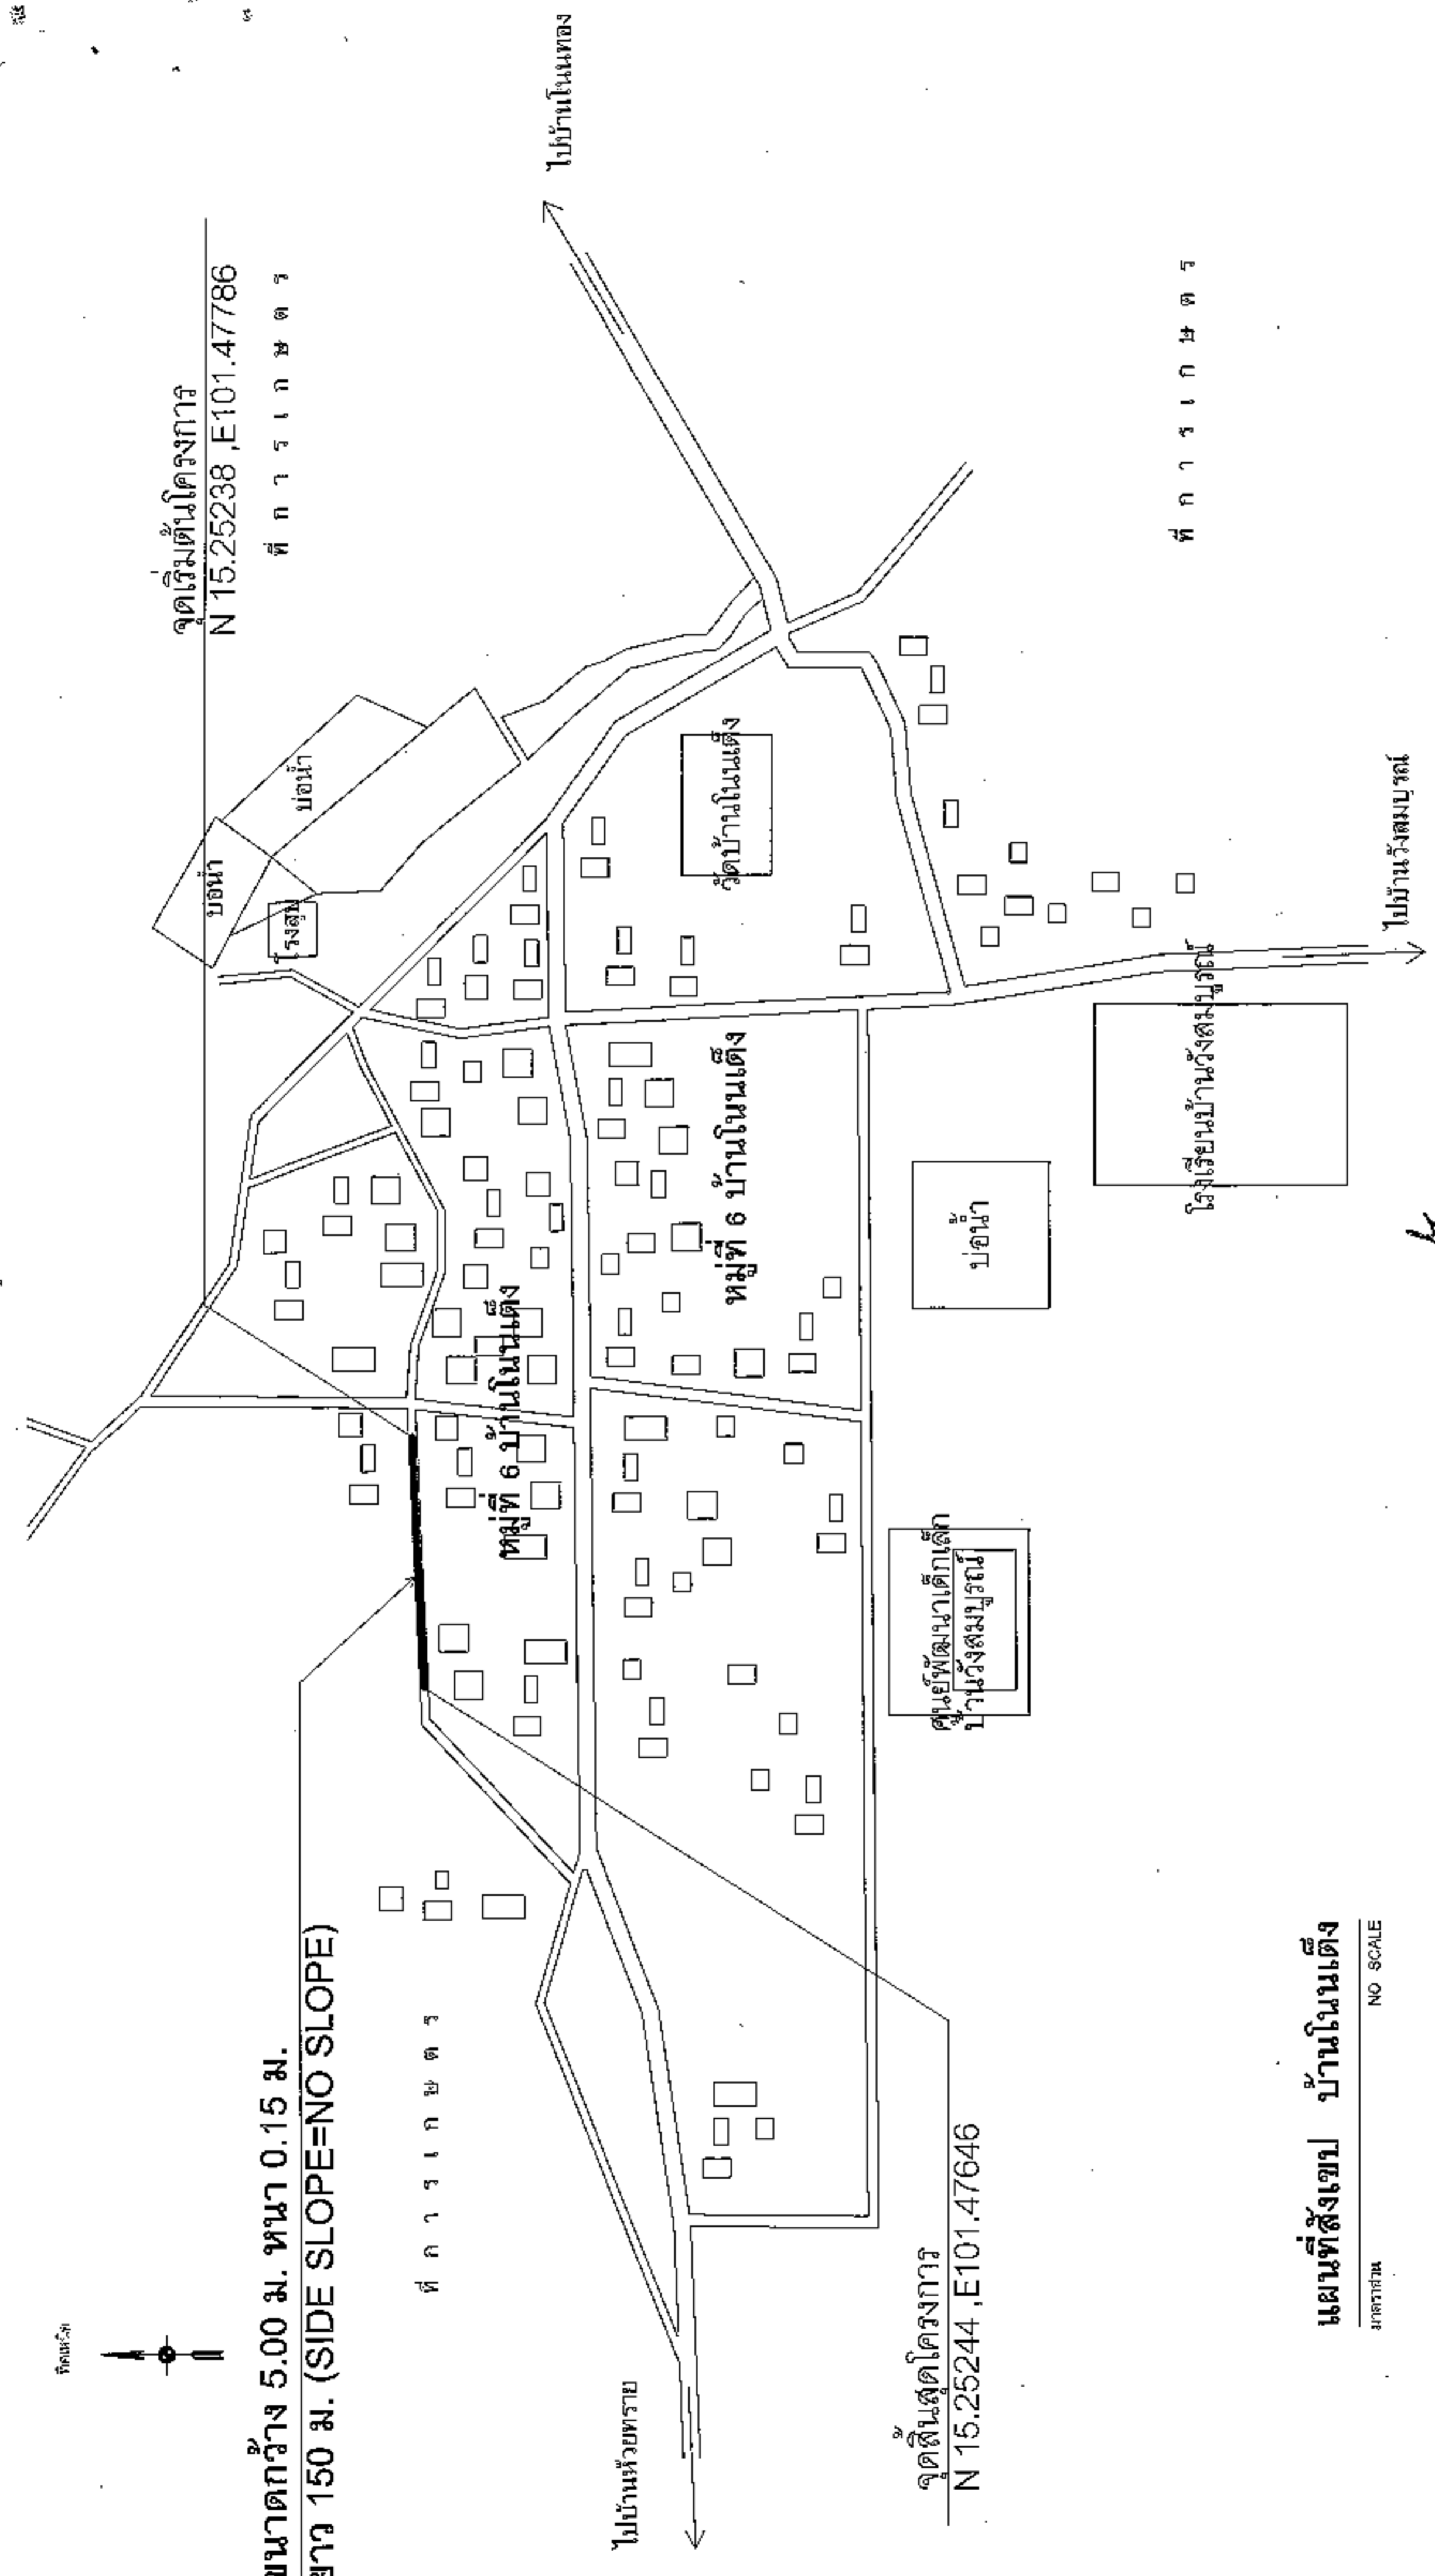 ทิศเหนือ
ขนาดกว้าง 5.00 ม. หนา 0.15 ม.
ยาว 150 ม. (SIDE SLOPE=NO SLOPE)
จุดเริ่มต้นโครงการ
N 15.25238 ,E101.47786
ที่ การเกษตร
ที่ การเกษตร
บ่อน้ำ
บ่อน้ำ
โรงสูบ
ไปบ้านโนนทอง
หมู่ที่ 6 บ้านโนนเต็ง
วัดบ้านโนนเต็ง
หมู่ที่ 6 บ้านโนนเต็ง
ไปบ้านห้วยทราย
จุดสิ้นสุดโครงการ
N 15.25244 ,E101.47646
ศูนย์พัฒนาเด็กเล็ก
บ้านวังสมบูรณ์
บ่อน้ำ
โรงเรียนบ้านวังสมบูรณ์
ที่ การเกษตร
ไปบ้านวังสมบูรณ์
แผนที่สังเขป บ้านโนนเต็ง
มาตราส่วน NO SCALE